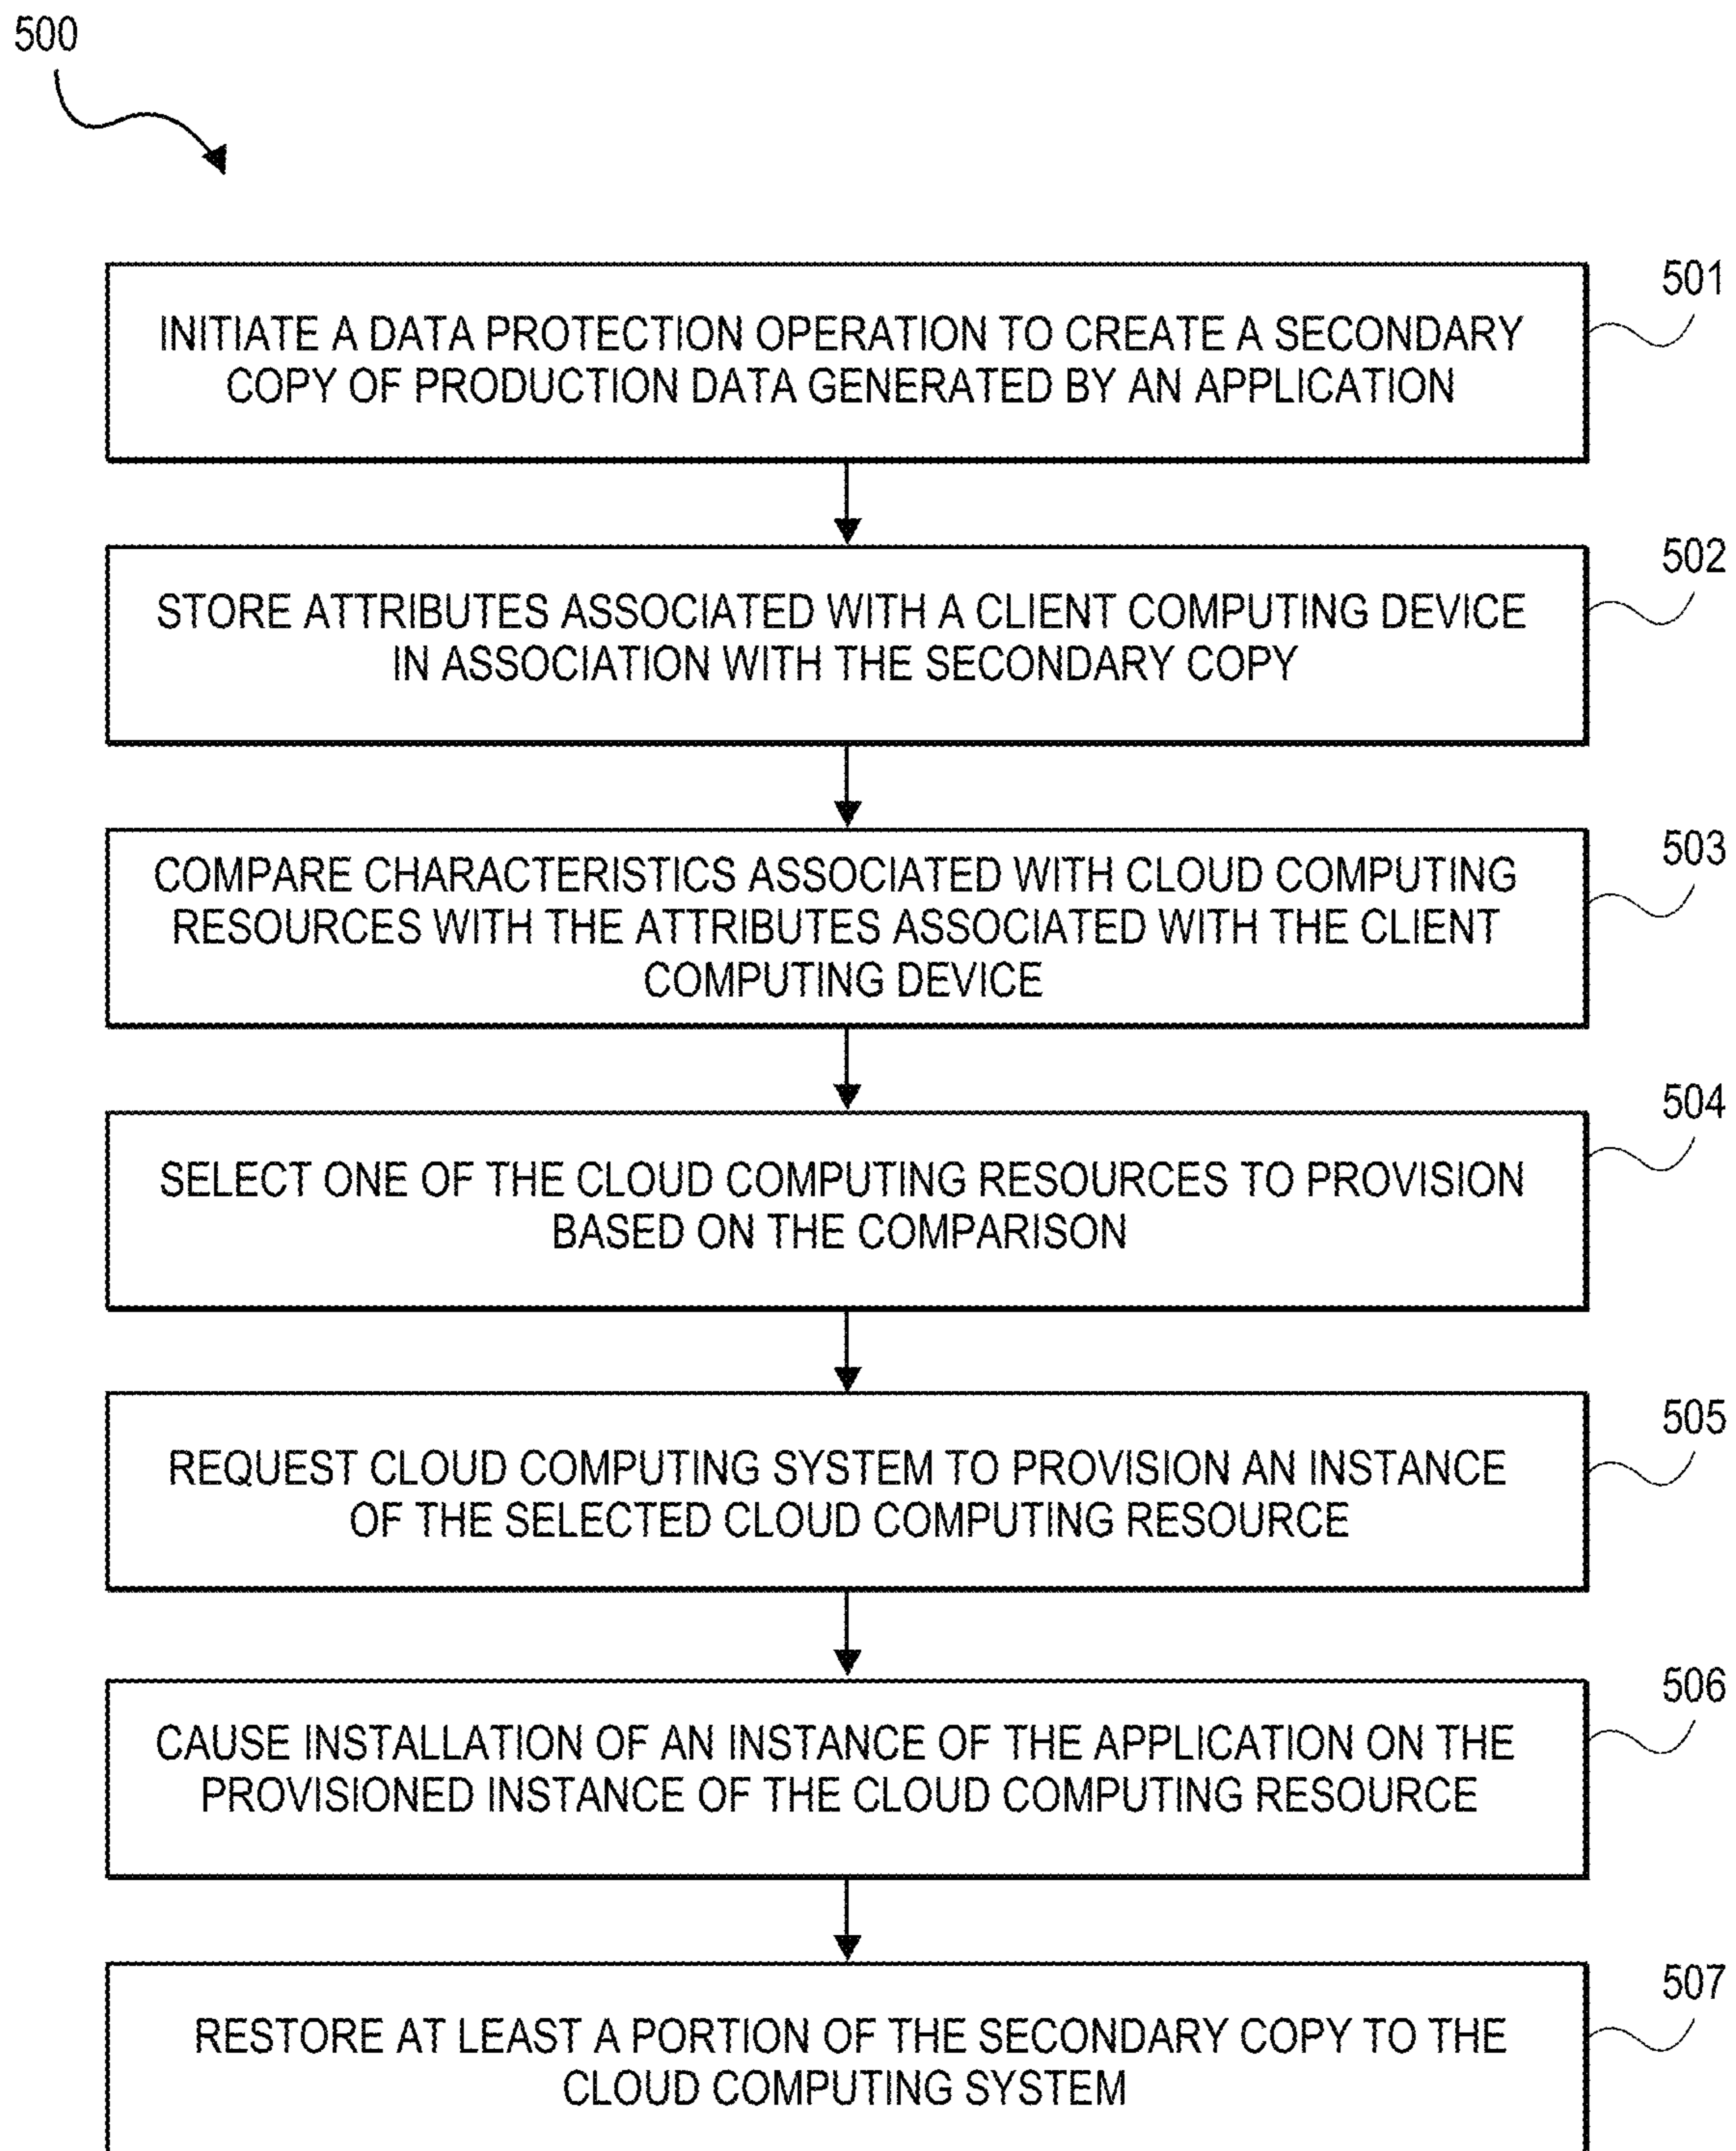 500
501
INITIATE A DATA PROTECTION OPERATION TO CREATE A SECONDARY
COPY OF PRODUCTION DATA GENERATED BY AN APPLICATION
502
STORE ATTRIBUTES ASSOCIATED WITH A CLIENT COMPUTING DEVICE
IN ASSOCIATION WITH THE SECONDARY COPY
503
COMPARE CHARACTERISTICS ASSOCIATED WITH CLOUD COMPUTING
RESOURCES WITH THE ATTRIBUTES ASSOCIATED WITH THE CLIENT
COMPUTING DEVICE
504
SELECT ONE OF THE CLOUD COMPUTING RESOURCES TO PROVISION
BASED ON THE COMPARISON
505
REQUEST CLOUD COMPUTING SYSTEM TO PROVISION AN INSTANCE
OF THE SELECTED CLOUD COMPUTING RESOURCE
506
CAUSE INSTALLATION OF AN INSTANCE OF THE APPLICATION ON THE
PROVISIONED INSTANCE OF THE CLOUD COMPUTING RESOURCE
507
RESTORE AT LEAST A PORTION OF THE SECONDARY COPY TO THE
CLOUD COMPUTING SYSTEM